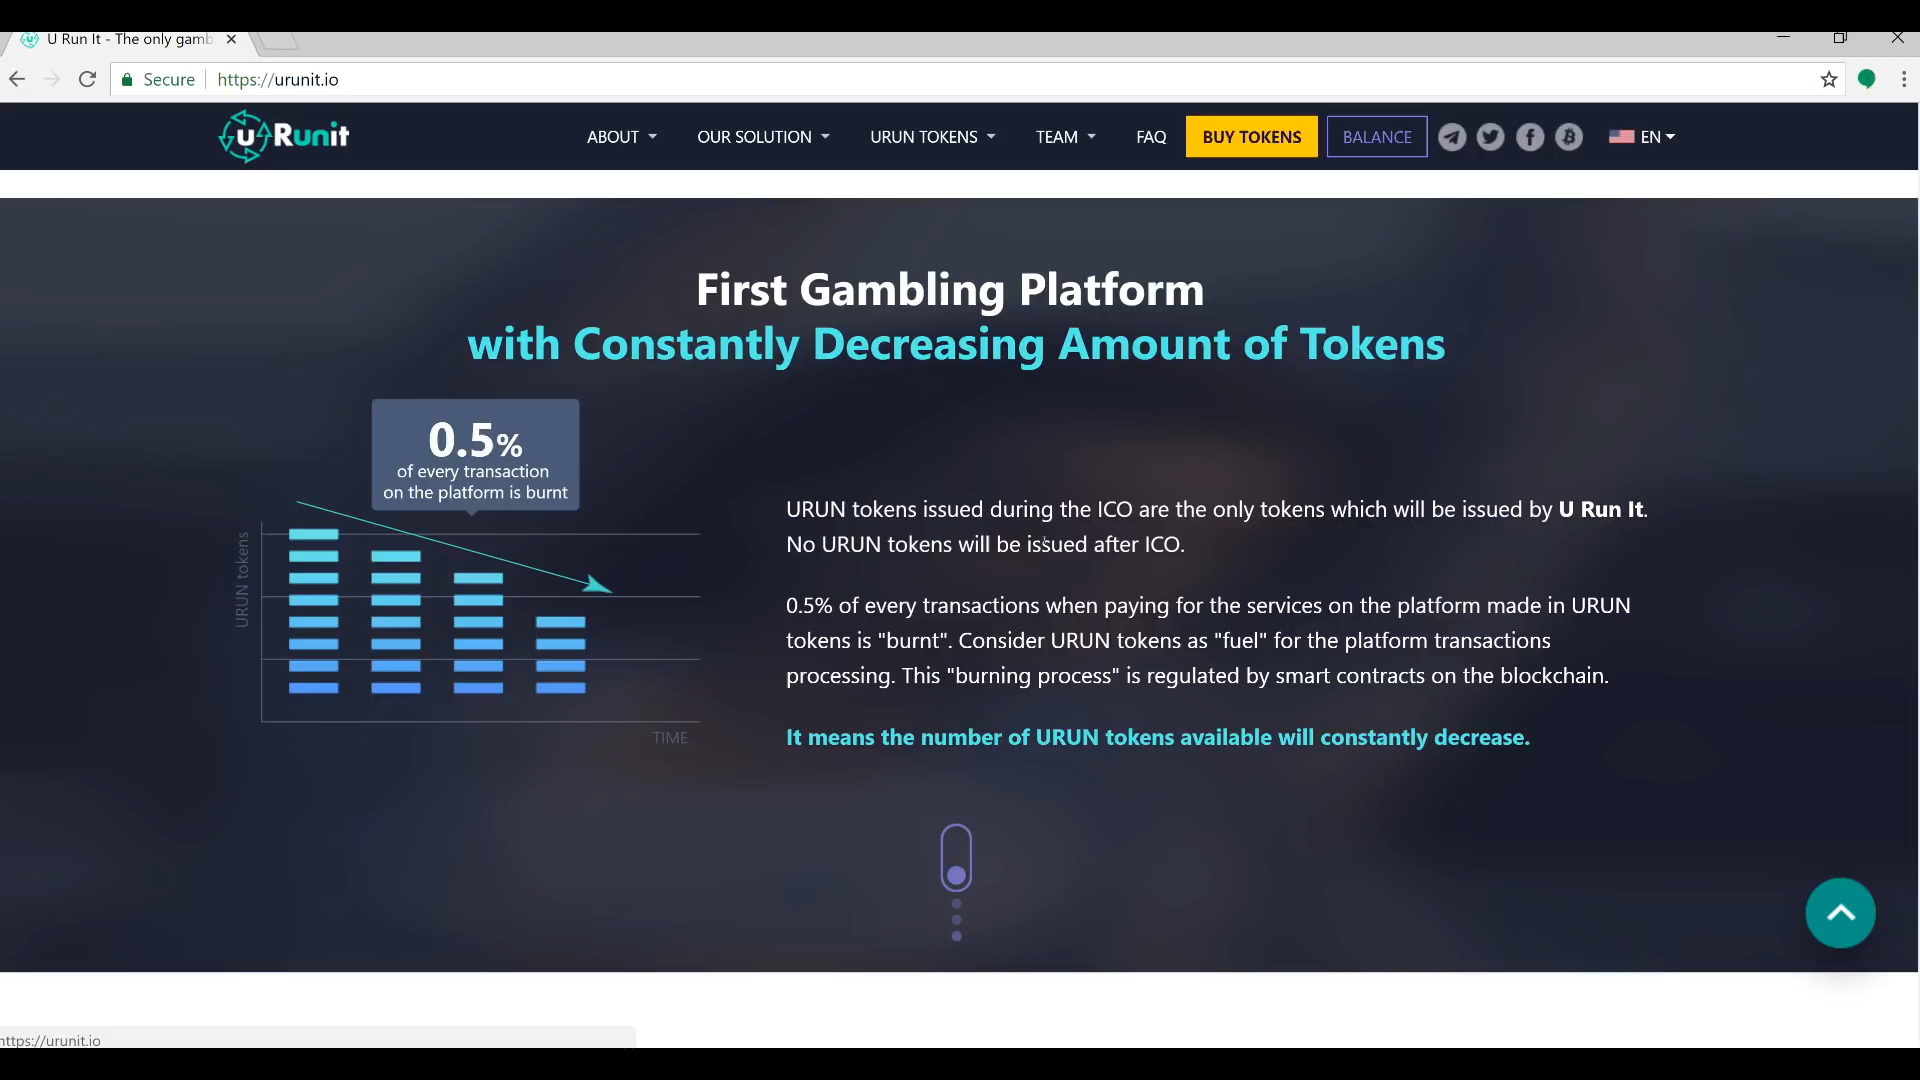 U Run It - The only gamb
Secure
https://urunit.io
uRunit
ABOUT
OUR SOLUTION
URUN TOKENS
TEAM
FAQ
BUY TOKENS
BALANCE
EN
First Gambling Platform
with Constantly Decreasing Amount of Tokens
0.5%
of every transaction
on the platform is burnt
URUN tokens
TIME
URUN tokens issued during the ICO are the only tokens which will be issued by U Run It.
No URUN tokens will be issued after ICO.
0.5% of every transactions when paying for the services on the platform made in URUN
tokens is "burnt". Consider URUN tokens as "fuel" for the platform transactions
processing. This "burning process" is regulated by smart contracts on the blockchain.
It means the number of URUN tokens available will constantly decrease.
https://urunit.io